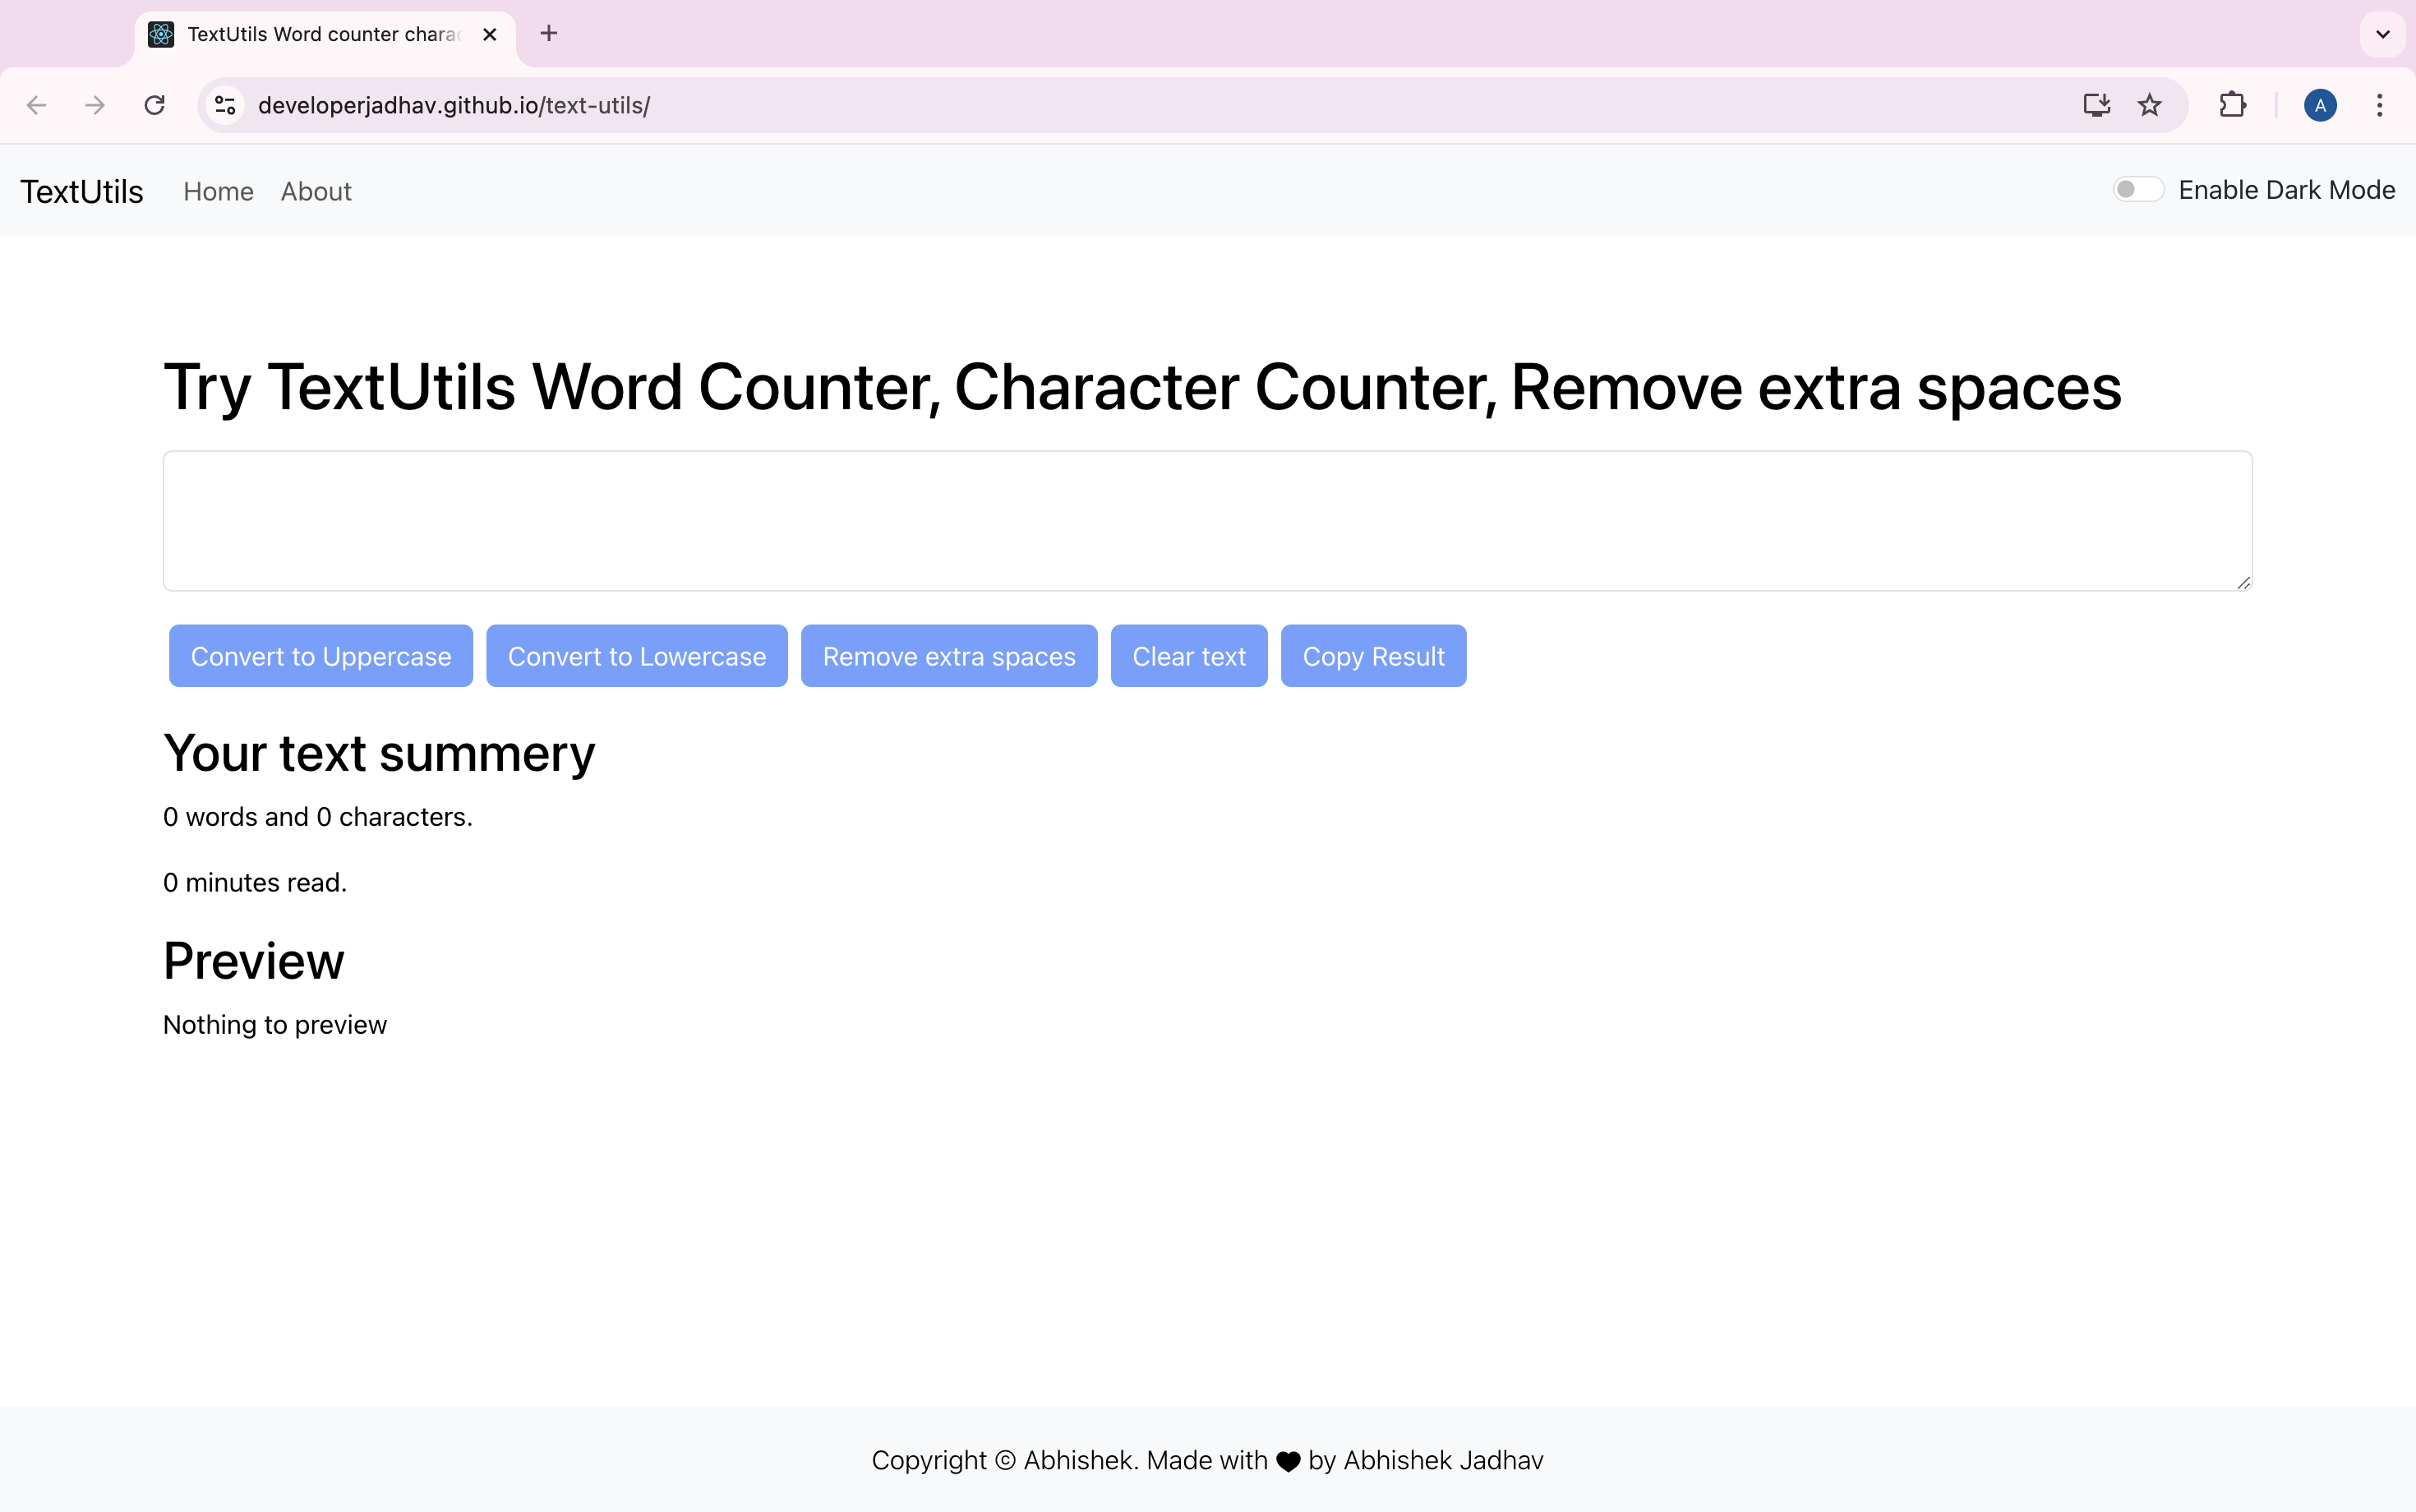 TextUtils Word counter charac
developerjadhav.github.io/text-utils/
A
TextUtils Home About Enable Dark Mode
Try TextUtils Word Counter, Character Counter, Remove extra spaces
Convert to Uppercase Convert to Lowercase Remove extra spaces Clear text Copy Result
Your text summery
0 words and 0 characters.
0 minutes read.
Preview
Nothing to preview
Copyright © Abhishek. Made with ♥ by Abhishek Jadhav